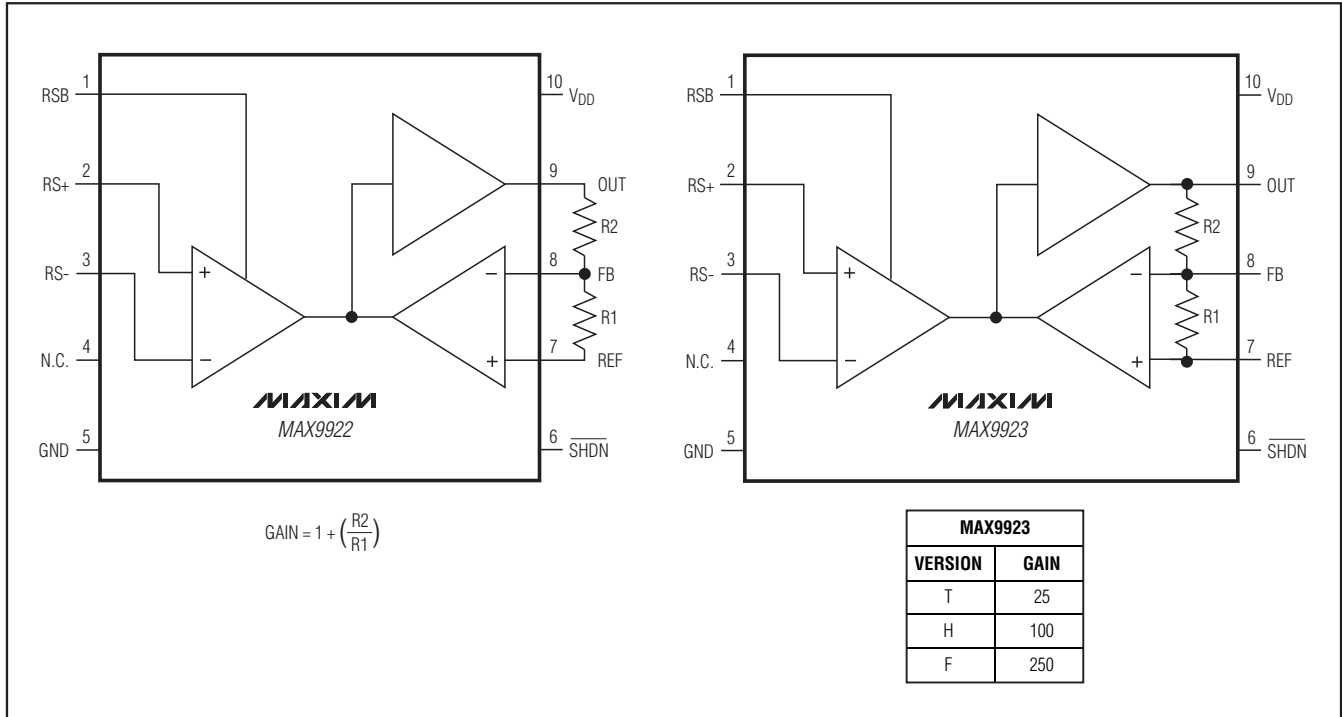 RSB 1
RS+ 2
RS- 3
N.C. 4
GND 5
10 VDD
9 OUT
R2
8 FB
R1
7 REF
6 SHDN
+
−
−
+
MAXIM
MAX9922
GAIN = 1 + (R2/R1)
RSB 1
RS+ 2
RS- 3
N.C. 4
GND 5
10 VDD
9 OUT
R2
8 FB
R1
7 REF
6 SHDN
+
−
−
+
MAXIM
MAX9923
MAX9923
VERSION GAIN
T 25
H 100
F 250